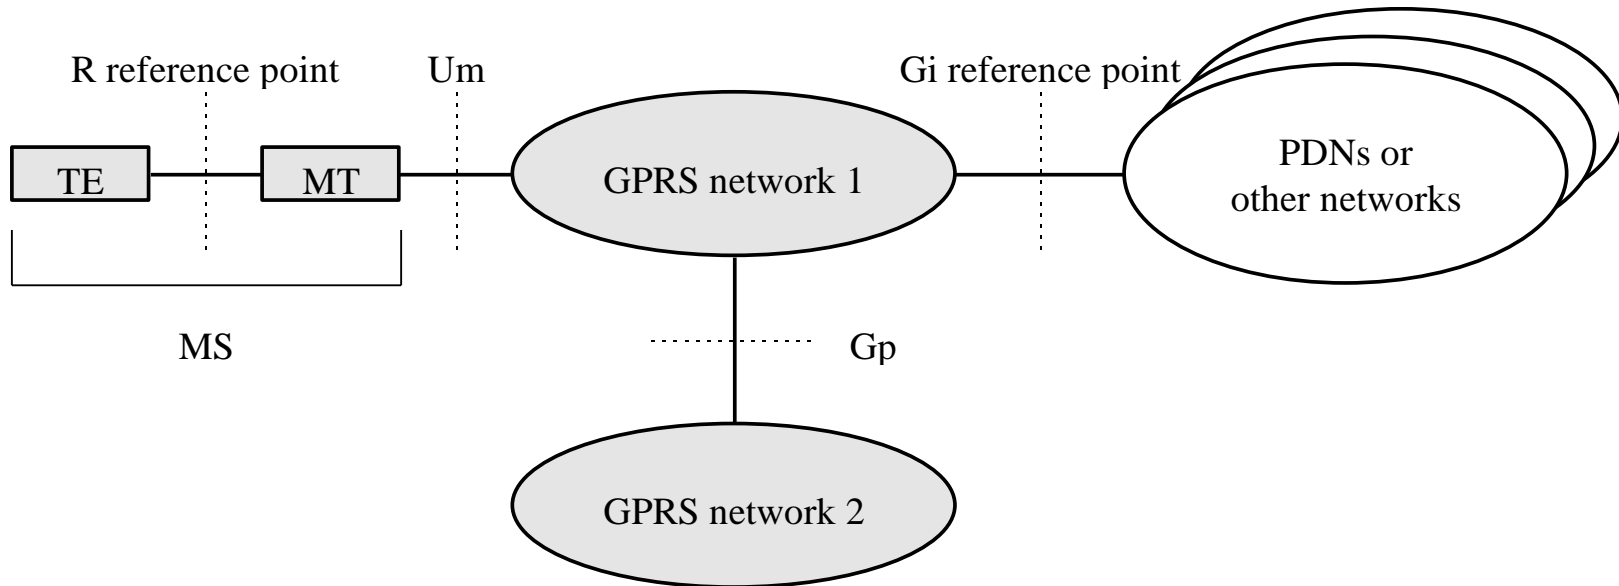 R reference point
Um
Gi reference point
TE
MT
GPRS network 1
PDNs or
other networks
MS
Gp
GPRS network 2